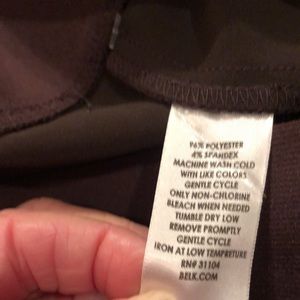 96% POLYESTER
4% SPANDEX
MACHINE WASH COLD
WITH LIKE COLORS
GENTLE CYCLE
ONLY NON-CHLORINE
BLEACH WHEN NEEDED
TUMBLE DRY LOW
REMOVE PROMPTLY
GENTLE CYCLE
IRON AT LOW TEMPRETURE
RN# 31104
BELK.COM